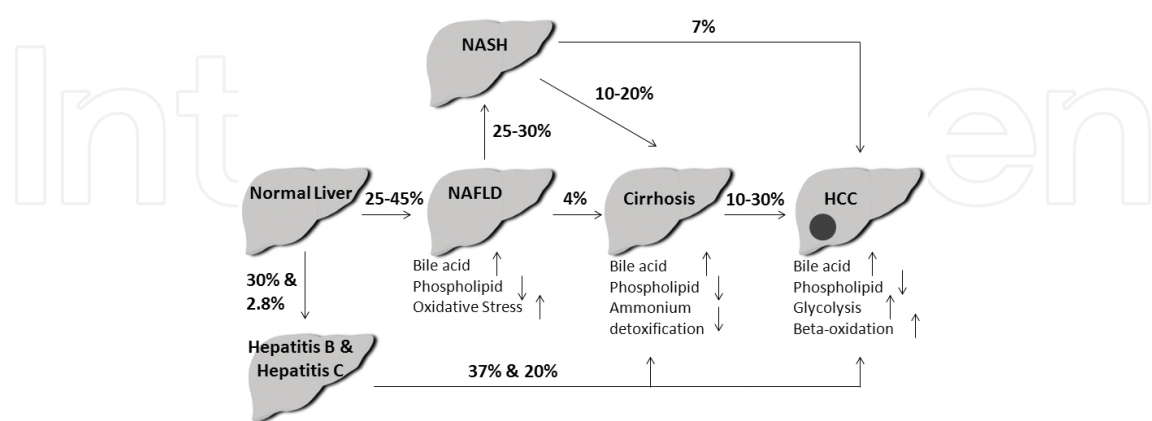 7%
NASH
10-20%
25-30%
Normal Liver
25-45%
NAFLD
4%
Cirrhosis
10-30%
HCC
Bile acid ↑
Phospholipid ↓
Oxidative Stress ↑
Bile acid ↑
Phospholipid ↓
Ammonium
detoxification ↓
Bile acid ↑
Phospholipid ↓
Glycolysis ↑
Beta-oxidation ↑
30% &
2.8%
Hepatitis B &
Hepatitis C
37% & 20%
Int
en